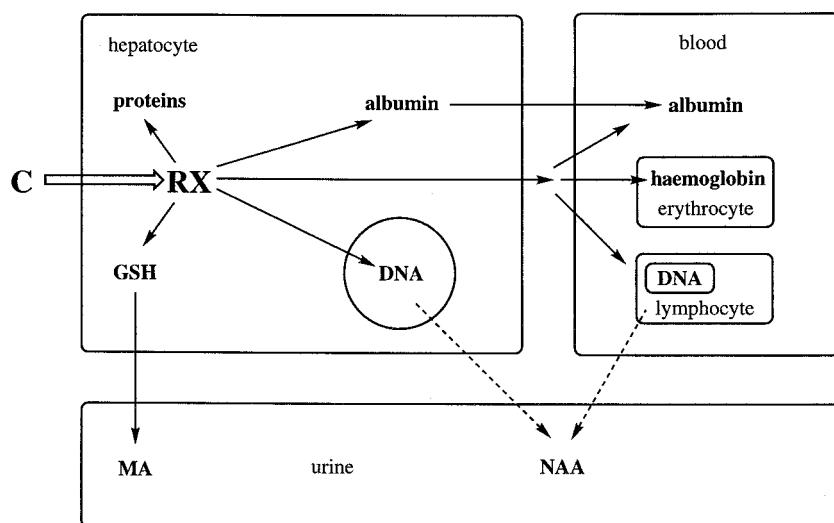 hepatocyte
blood
proteins
albumin
albumin
C
RX
haemoglobin
erythrocyte
GSH
DNA
DNA
lymphocyte
MA
urine
NAA